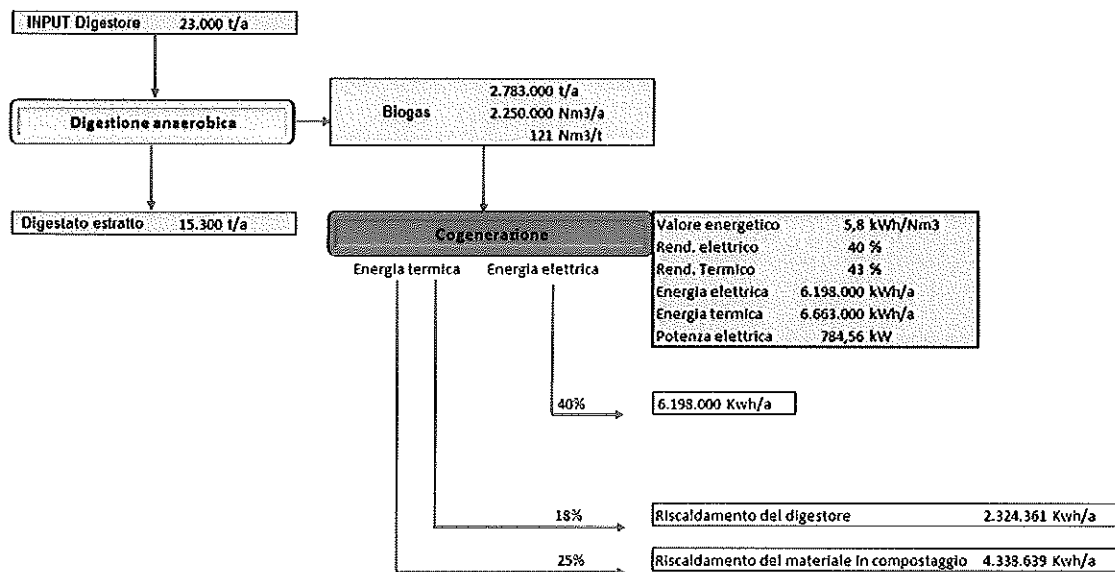 INPUT Digestore 23.000 t/a
Digestione anaerobica
Biogas
2.783.000 t/a
2.250.000 Nm3/a
121 Nm3/t
Digestato estratto 15.300 t/a
Cogenerazione
Energia termica Energia elettrica
Valore energetico 5,8 kWh/Nm3
Rend. elettrico 40 %
Rend. Termico 43 %
Energia elettrica 6.198.000 kWh/a
Energia termica 6.663.000 kWh/a
Potenza elettrica 784,56 kW
40% 6.198.000 Kwh/a
18% Riscaldamento del digestore 2.324.361 Kwh/a
25% Riscaldamento del materiale in compostaggio 4.338.639 Kwh/a